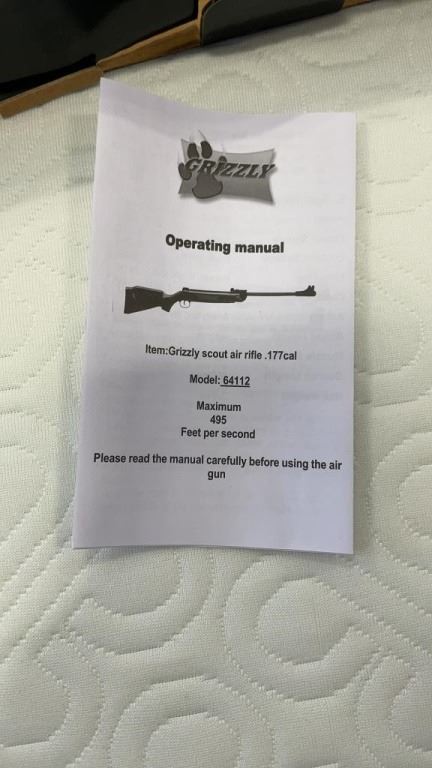 GRIZZLY
Operating manual
Item:Grizzly scout air rifle .177cal
Model: 64112
Maximum
495
Feet per second
Please read the manual carefully before using the air
gun